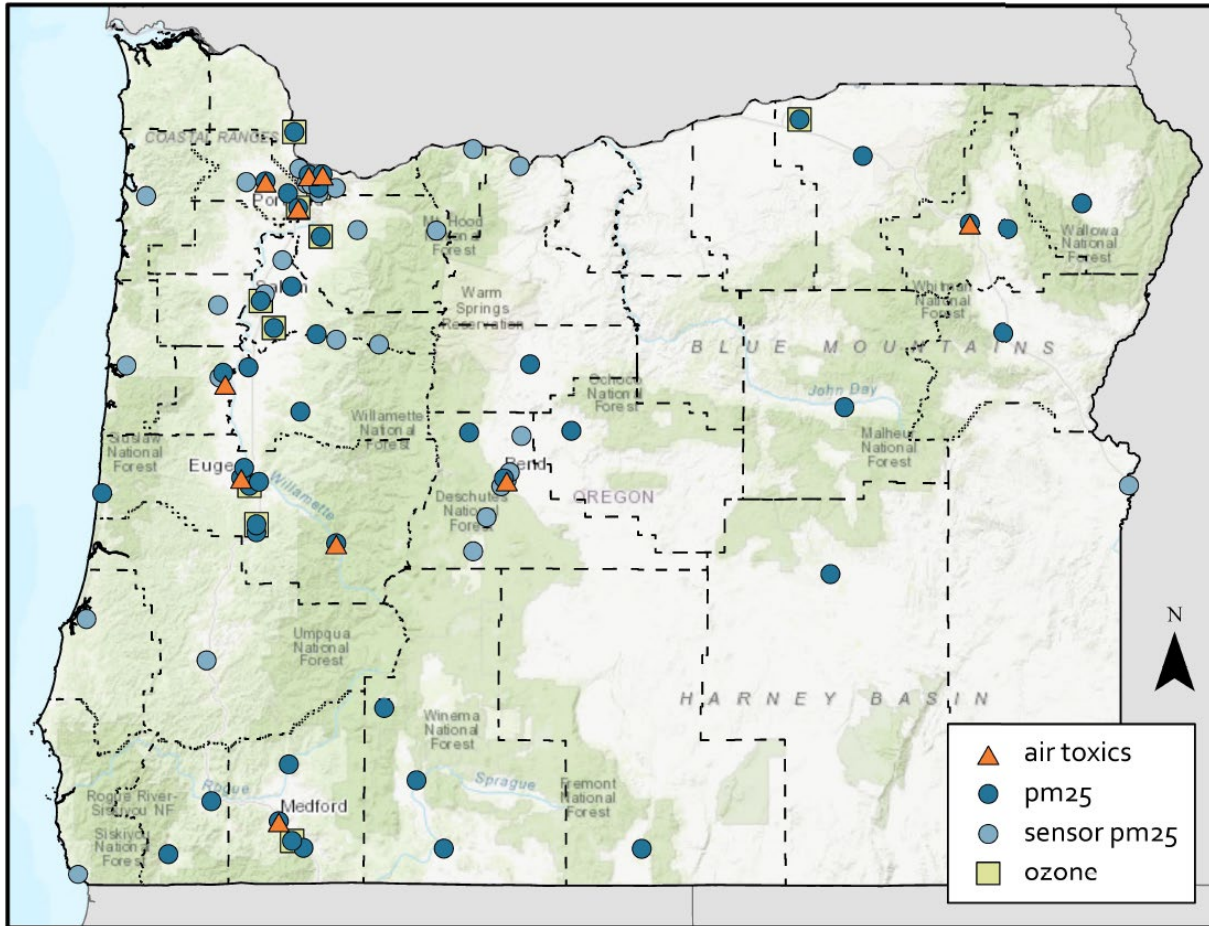 COASTAL RANGES
Mt Hood
National
Forest
Wallowa
National
Forest
Warm
Springs
Reservation
Whitman
National
Forest
BLUE MOUNTAINS
John Day
Ochoco
National
Forest
Willamette
National
Forest
Malheur
National
Forest
Siuslaw
National
Forest
Willamette
Bend
OREGON
Deschutes
National
Forest
N
Umpqua
National
Forest
HARNEY BASIN
Winema
National
Forest
Sprague
Fremont
National
Forest
Rogue
Medford
Rogue River-
Siskiyou NF
Siskiyou
National
Forest
air toxics
pm25
sensor pm25
ozone